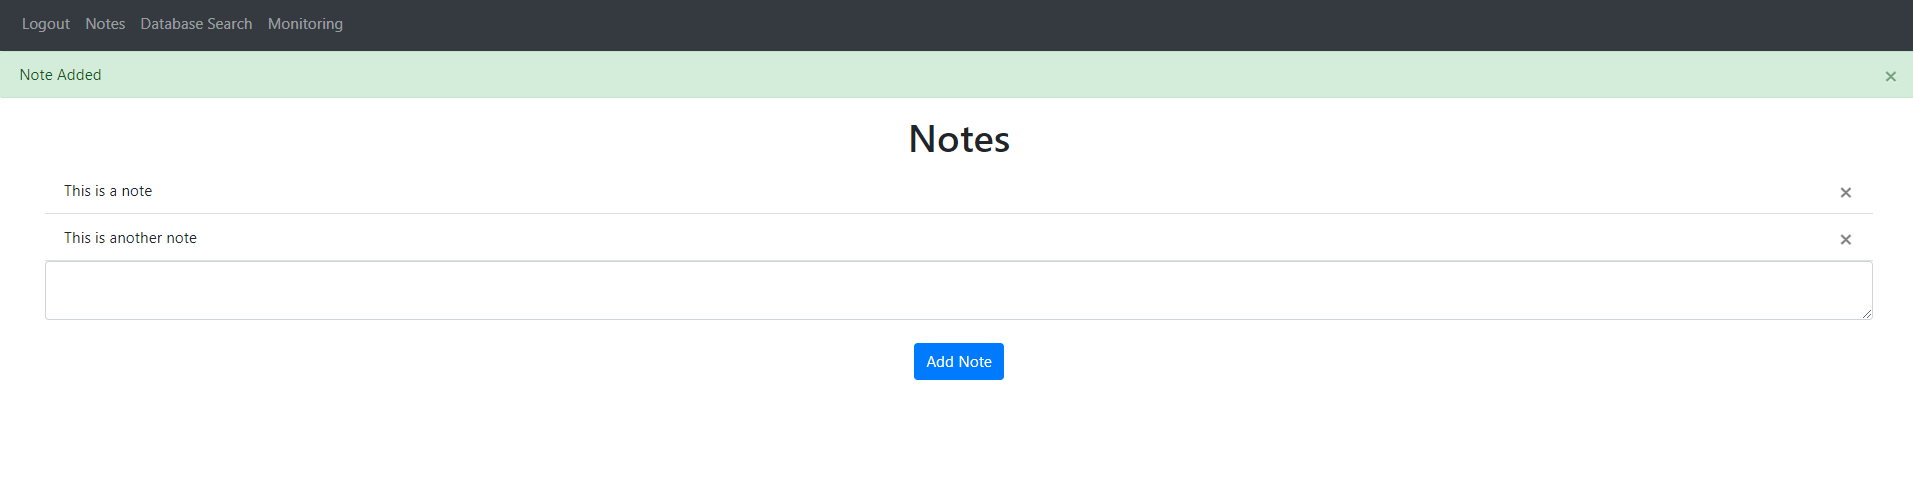 Logout Notes Database Search Monitoring
Note Added ×
Notes
This is a note ×
This is another note ×
Add Note